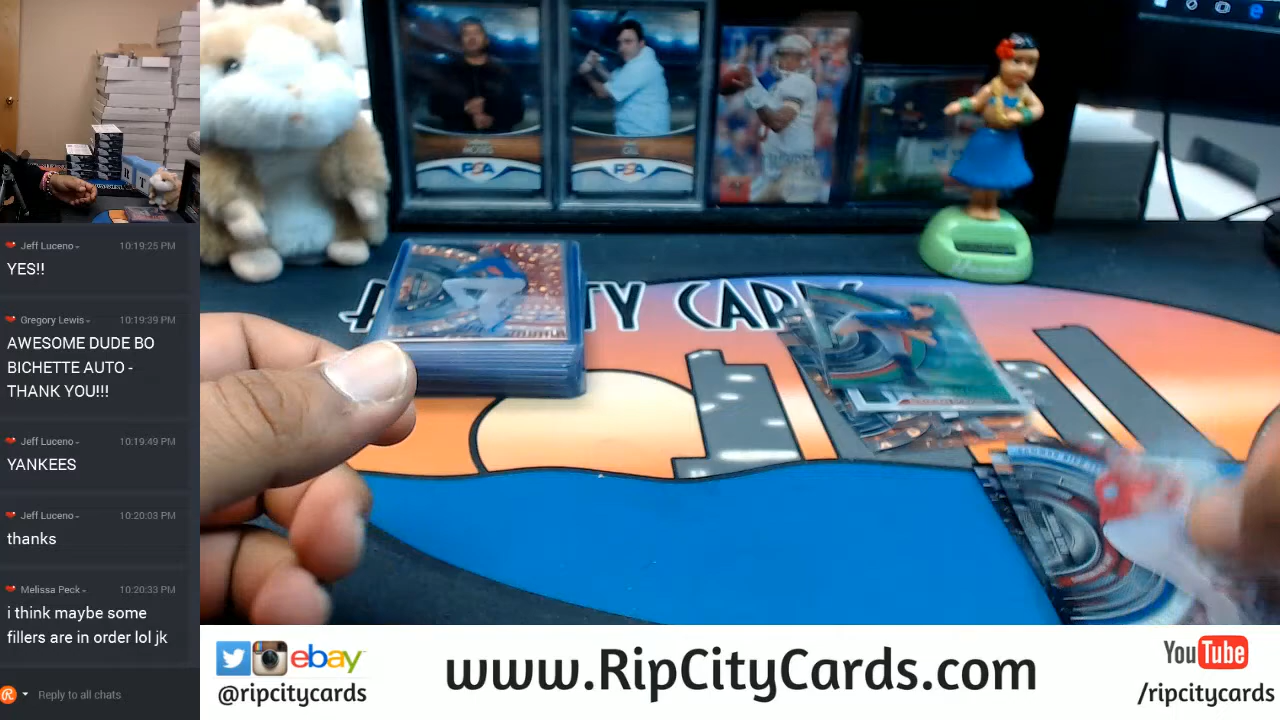 Jeff Luceno 10:19:25 PM
YES!!
Gregory Lewis 10:19:39 PM
AWESOME DUDE BO
BICHETTE AUTO -
THANK YOU!!!
Jeff Luceno 10:19:49 PM
YANKEES
Jeff Luceno 10:20:03 PM
thanks
Melissa Peck 10:20:33 PM
i think maybe some
fillers are in order lol jk
Reply to all chats
PSA PSA
TY CARDS
ebay
@ripcitycards
www.RipCityCards.com
YouTube
/ripcitycards